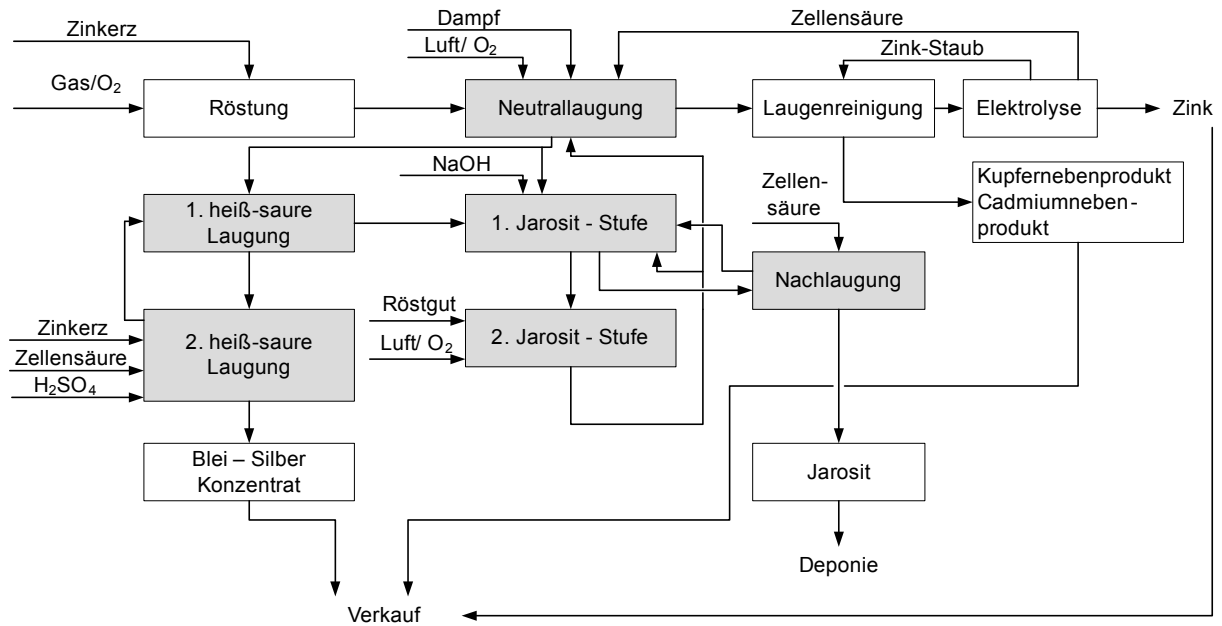 Zinkerz
Dampf
Zellensäure
Luft/ O₂
Zink-Staub
Gas/O₂
Röstung
Neutrallaugung
Laugenreinigung
Elektrolyse
Zink
NaOH
Zellen-
säure
Kupfernebenprodukt
Cadmiumneben-
produkt
1. heiß-saure
Laugung
1. Jarosit - Stufe
Nachlaugung
Röstgut
Luft/ O₂
2. Jarosit - Stufe
Zinkerz
Zellensäure
H₂SO₄
2. heiß-saure
Laugung
Blei – Silber
Konzentrat
Jarosit
Deponie
Verkauf